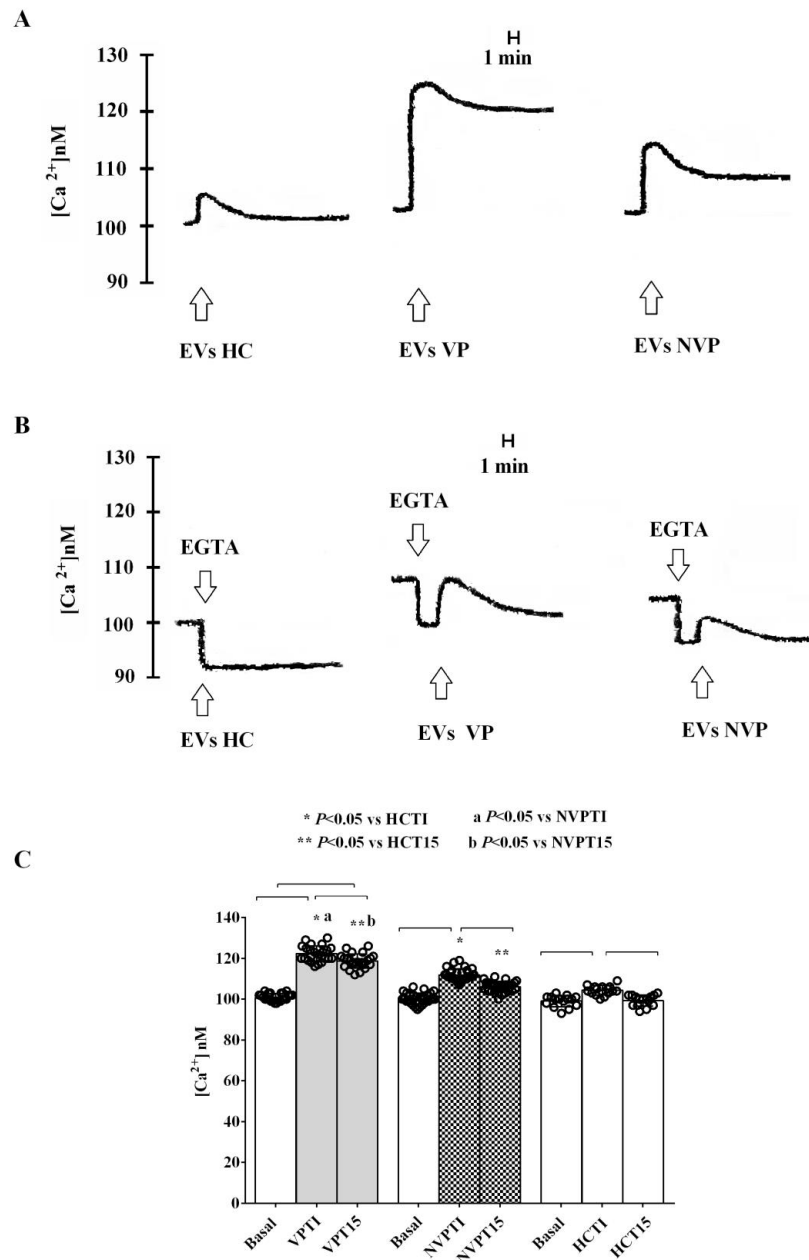 A
H
1 min
130
120
110
100
90
[Ca 2+]nM
EVs HC
EVs VP
EVs NVP
B
H
1 min
130
120
110
100
90
[Ca 2+]nM
EGTA
EGTA
EGTA
EVs HC
EVs VP
EVs NVP
* P<0.05 vs HCTI a P<0.05 vs NVPTI
** P<0.05 vs HCT15 b P<0.05 vs NVPT15
C
140
120
100
80
60
40
20
0
[Ca2+] nM
* a
** b
*
**
Basal
VPTI
VPT15
Basal
NVPTI
NVPT15
Basal
HCTI
HCT15